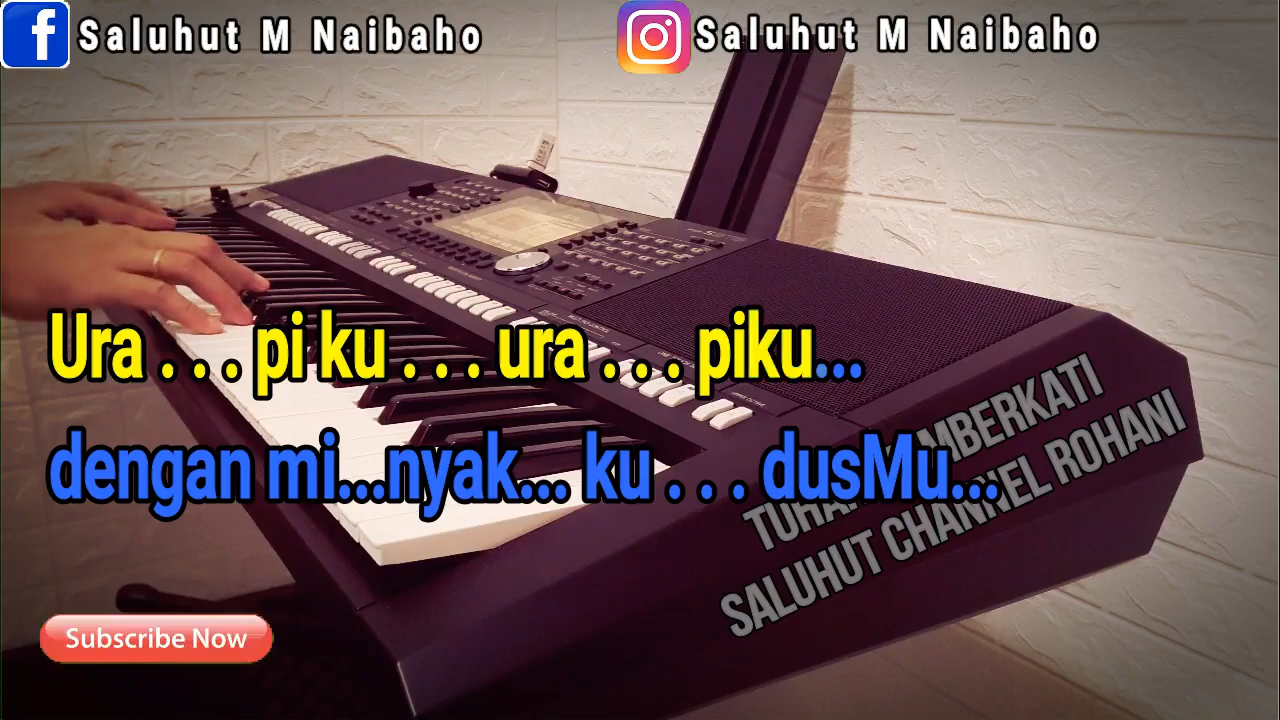 Saluhut M Naibaho
Saluhut M Naibaho
Ura . . . pi ku . . . ura . . . piku...
dengan mi...nyak... ku . . . dusMu...
MBERKATI
SALUHUT CHANNEL ROHANI
Subscribe Now